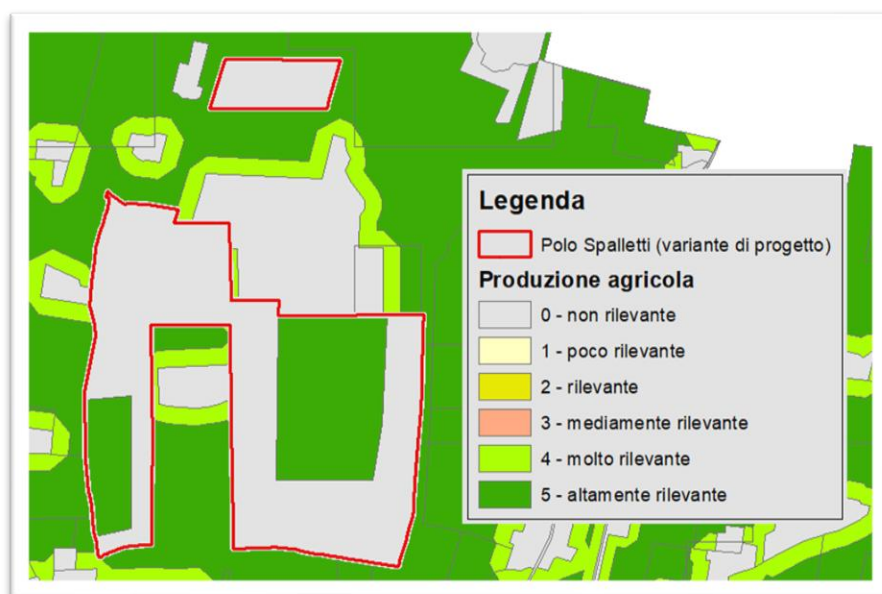 Legenda
Polo Spalletti (variante di progetto)
Produzione agricola
0 - non rilevante
1 - poco rilevante
2 - rilevante
3 - mediamente rilevante
4 - molto rilevante
5 - altamente rilevante